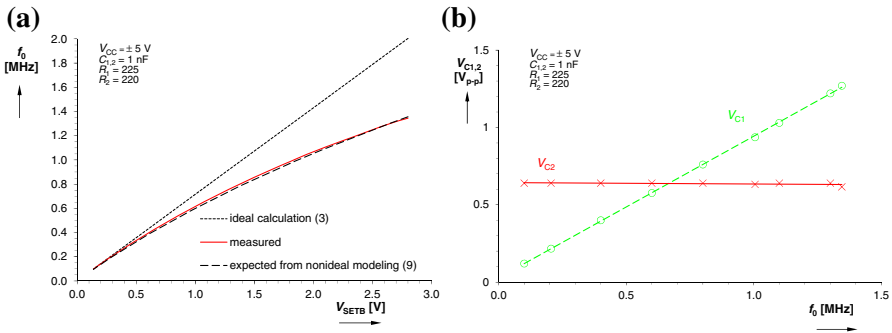 (a)
f0
[MHz]
VCC = ± 5 V
C1,2 = 1 nF
R1 = 225
R2 = 220
2.0
1.8
1.6
1.4
1.2
1.0
0.8
0.6
0.4
0.2
0.0
ideal calculation (3)
measured
expected from nonideal modeling (9)
0.0 0.5 1.0 1.5 2.0 2.5 3.0
VSETB [V]
(b)
VC1,2
[Vp-p]
VCC = ± 5 V
C1,2 = 1 nF
R1 = 225
R2 = 220
1.5
1
0.5
0
VC1
VC2
0.0 0.5 1.0 1.5
f0 [MHz]